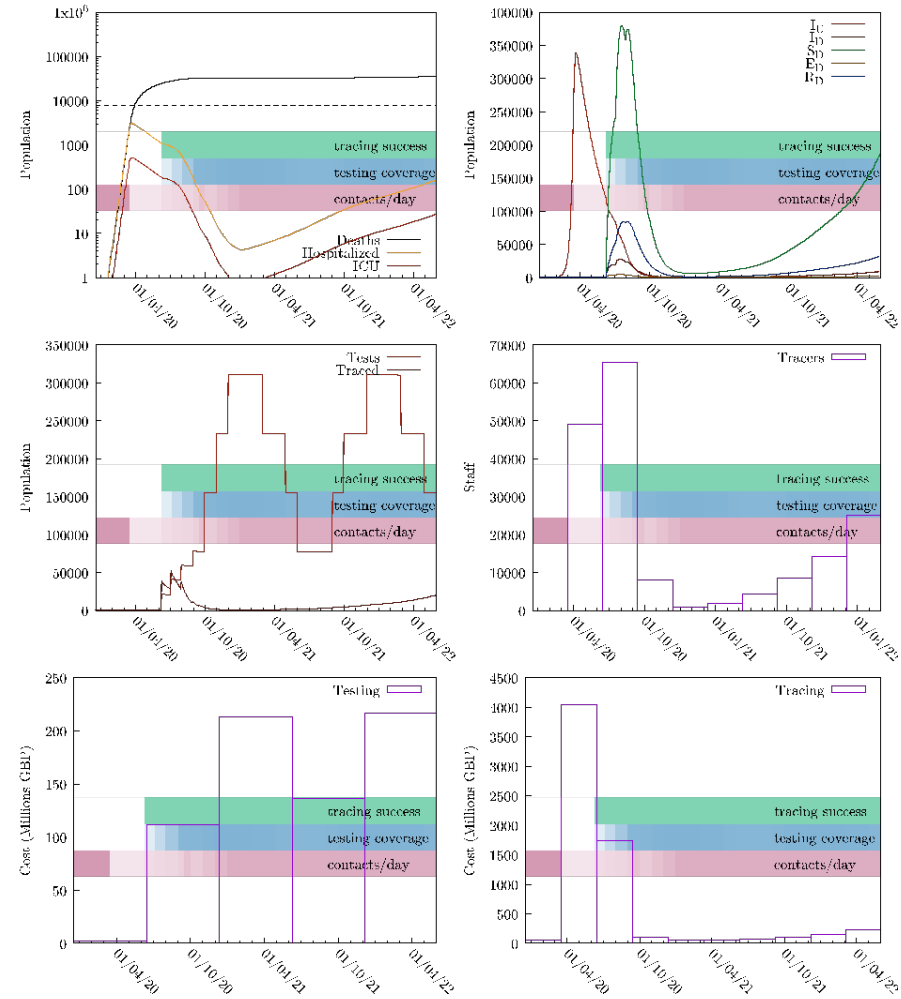 1x10⁶
100000
10000
1000
100
10
1
Population
tracing success
testing coverage
contacts/day
Deaths
Hospitalized
ICU
01/04/20
01/10/20
01/04/21
01/10/21
01/04/22
400000
350000
300000
250000
200000
150000
100000
50000
0
Population
I_U
I_D
S_D
E_D
R_D
tracing success
testing coverage
contacts/day
01/04/20
01/10/20
01/04/21
01/10/21
01/04/22
350000
300000
250000
200000
150000
100000
50000
0
Population
Tests
Traced
tracing success
testing coverage
contacts/day
01/04/20
01/10/20
01/04/21
01/10/21
01/04/22
70000
60000
50000
40000
30000
20000
10000
0
Staff
Tracers
tracing success
testing coverage
contacts/day
01/04/20
01/10/20
01/04/21
01/10/21
01/04/22
250
200
150
100
50
0
Cost (Millions GBP)
Testing
tracing success
testing coverage
contacts/day
01/04/20
01/10/20
01/04/21
01/10/21
01/04/22
4500
4000
3500
3000
2500
2000
1500
1000
500
0
Cost (Millions GBP)
Tracing
tracing success
testing coverage
contacts/day
01/04/20
01/10/20
01/04/21
01/10/21
01/04/22